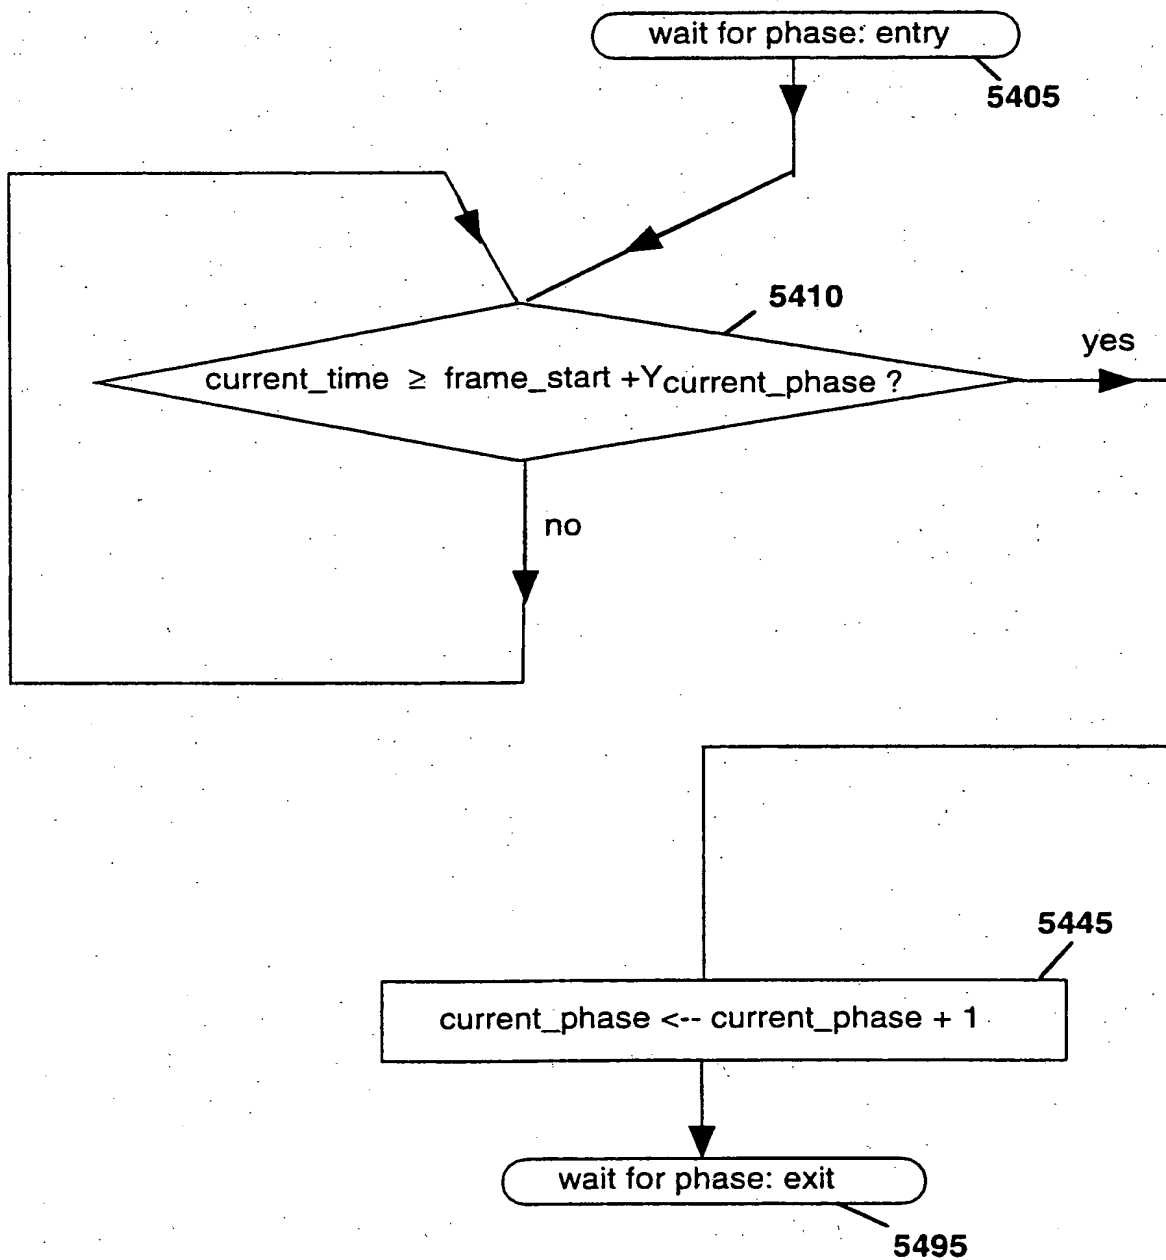 wait for phase: entry
5405
5410
yes
current_time ≥ frame_start +Ycurrent_phase ?
no
5445
current_phase <-- current_phase + 1
wait for phase: exit
5495